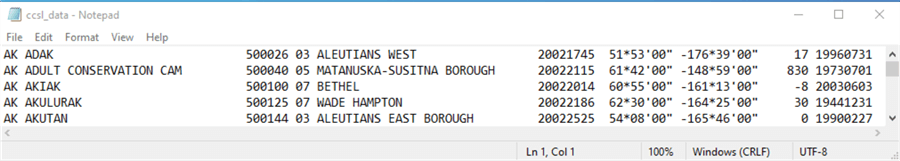 ccsl_data - Notepad
File Edit Format View Help
AK ADAK 500026 03 ALEUTIANS WEST 20021745 51*53'00" -176*39'00" 17 19960731
AK ADULT CONSERVATION CAM 500040 05 MATANUSKA-SUSITNA BOROUGH 20022115 61*42'00" -148*59'00" 830 19730701
AK AKIAK 500100 07 BETHEL 20022014 60*55'00" -161*13'00" -8 20030603
AK AKULURAK 500125 07 WADE HAMPTON 20022186 62*30'00" -164*25'00" 30 19441231
AK AKUTAN 500144 03 ALEUTIANS EAST BOROUGH 20022525 54*08'00" -165*46'00" 0 19900227
Ln 1, Col 1 100% Windows (CRLF) UTF-8